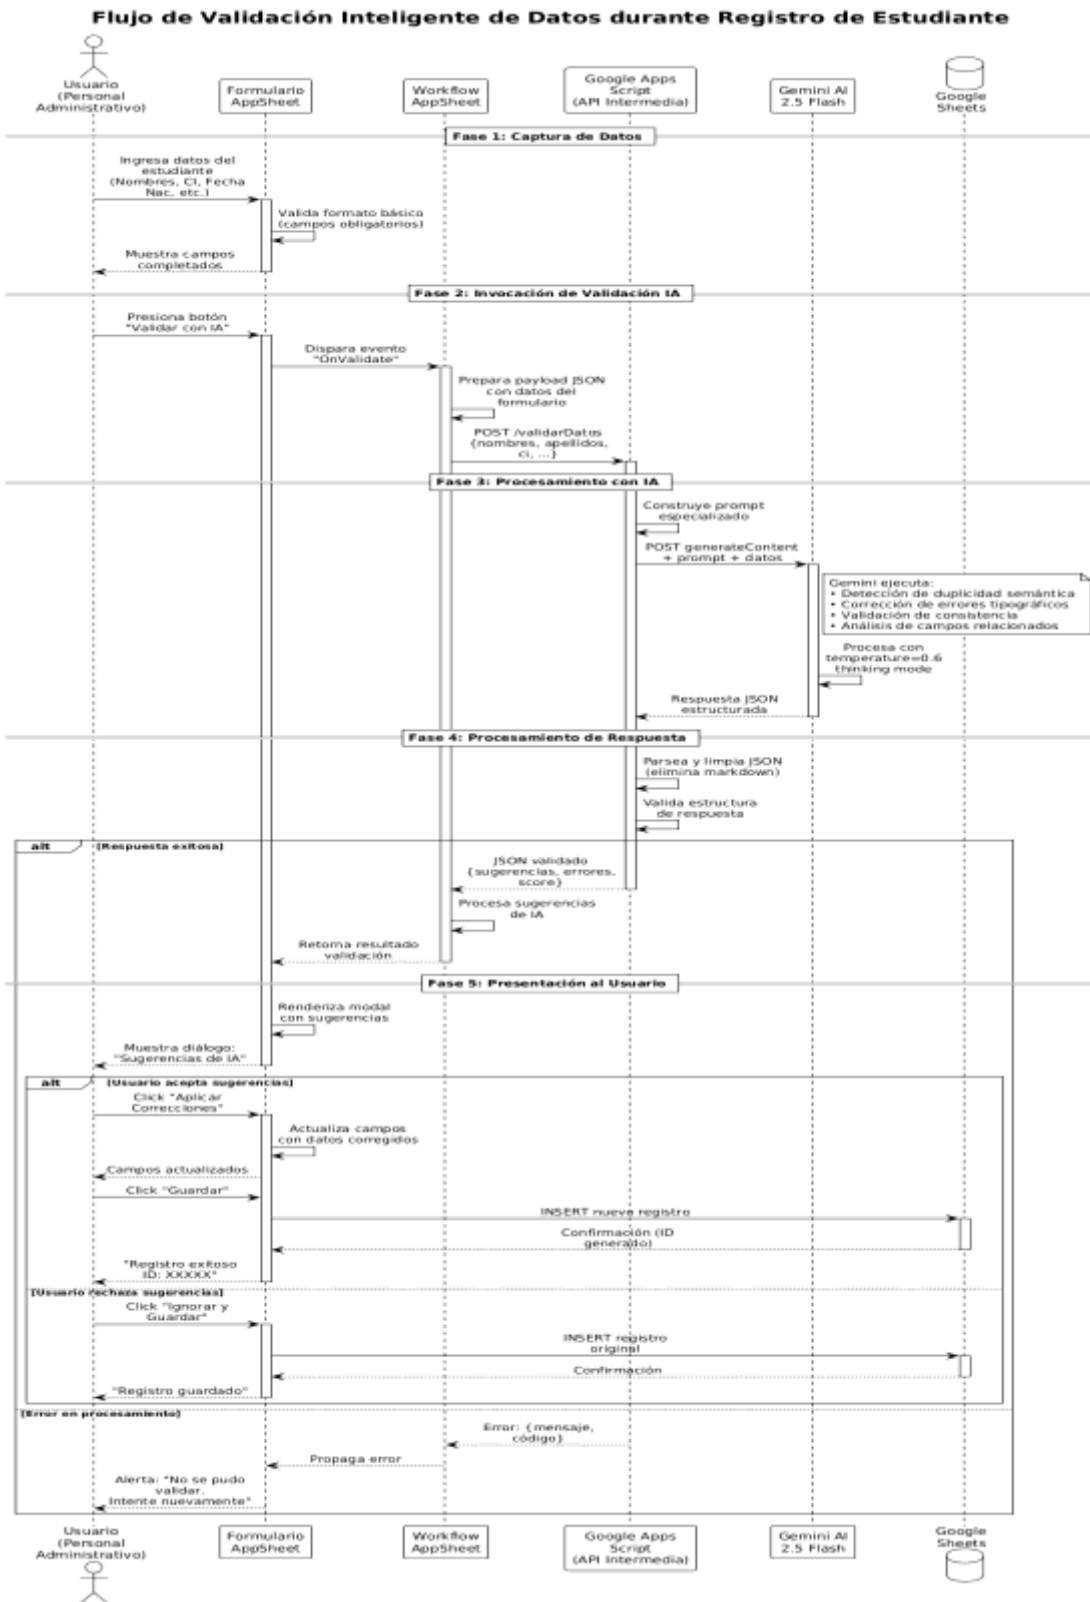 Flujo de Validación Inteligente de Datos durante Registro de Estudiante
Usuario
(Personal
Administrativo)
Formulario
AppSheet
Workflow
AppSheet
Google Apps
Script
(API Intermedia)
Gemini AI
2.5 Flash
Google
Sheets
Fase 1: Captura de Datos
Ingresa datos del
estudiante
(Nombres, CI, Fecha
Nac, etc.)
Valida formato básico
(campos obligatorios)
Muestra campos
completados
Fase 2: Invocación de Validación IA
Presiona botón
"Validar con IA"
Dispara evento
"OnValidate"
Prepara payload JSON
con datos del
formulario
POST /validarDatos
{nombres, apellidos,
ci, ...}
Fase 3: Procesamiento con IA
Construye prompt
especializado
POST generateContent
+ prompt + datos
Gemini ejecuta:
• Detección de duplicidad semántica
• Corrección de errores tipográficos
• Validación de consistencia
• Análisis de campos relacionados
Procesa con
temperature=0.6
thinking mode
Respuesta JSON
estructurada
Fase 4: Procesamiento de Respuesta
Parsea y limpia JSON
(elimina markdown)
Valida estructura
de respuesta
alt [Respuesta exitosa]
JSON validado
{sugerencias, errores,
score}
Procesa sugerencias
de IA
Retorna resultado
validación
Fase 5: Presentación al Usuario
Renderiza modal
con sugerencias
Muestra diálogo:
"Sugerencias de IA"
alt [Usuario acepta sugerencias]
Click "Aplicar
Correcciones"
Actualiza campos
con datos corregidos
Campos actualizados
Click "Guardar"
INSERT nuevo registro
Confirmación (ID
generado)
"Registro exitoso
ID: XXXXX"
[Usuario rechaza sugerencias]
Click "Ignorar y
Guardar"
INSERT registro
original
Confirmación
"Registro guardado"
[Error en procesamiento]
Error: {mensaje,
código}
Propaga error
Alerta: "No se pudo
validar.
Intente nuevamente"
Usuario
(Personal
Administrativo)
Formulario
AppSheet
Workflow
AppSheet
Google Apps
Script
(API Intermedia)
Gemini AI
2.5 Flash
Google
Sheets